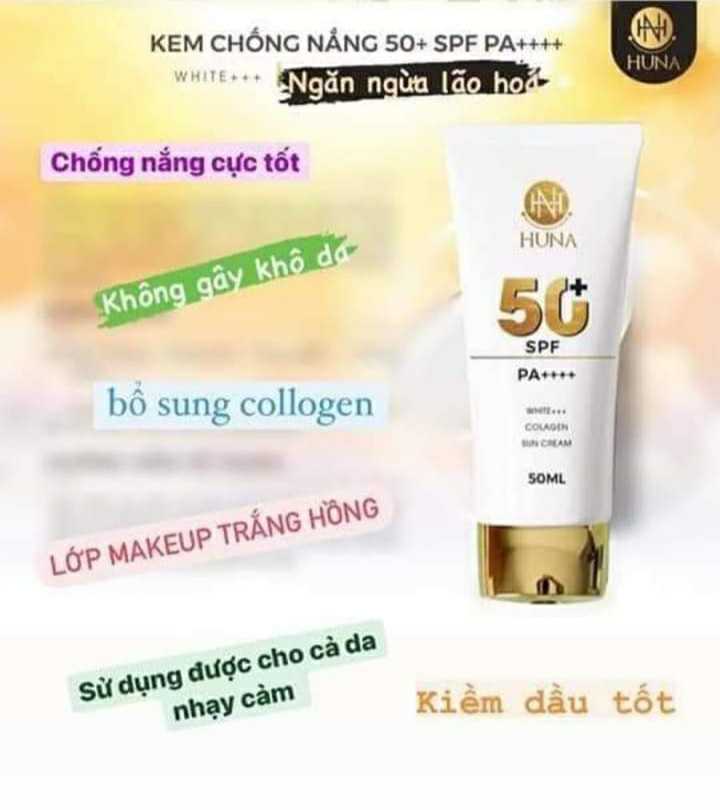 KEM CHỐNG NẮNG 50+ SPF PA++++
HUNA
WHITE+++
Ngăn ngừa lão hoá
Chống nắng cực tốt
HUNA
50+
SPF
PA++++
WHITE+++
COLAGEN
SUN CREAM
50ML
Không gây khô da
bổ sung collogen
LỚP MAKEUP TRẮNG HỒNG
Sử dụng được cho cả da
nhạy cảm
Kiềm dầu tốt